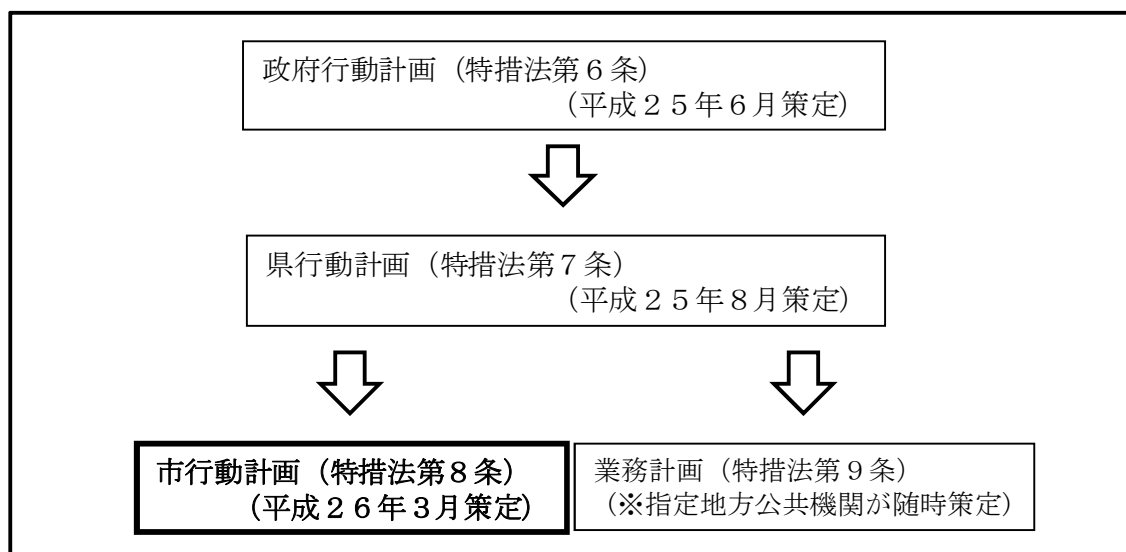 政府行動計画（特措法第６条）
（平成２５年６月策定）
県行動計画（特措法第７条）
（平成２５年８月策定）
市行動計画（特措法第８条）
（平成２６年３月策定）
業務計画（特措法第９条）
（※指定地方公共機関が随時策定）